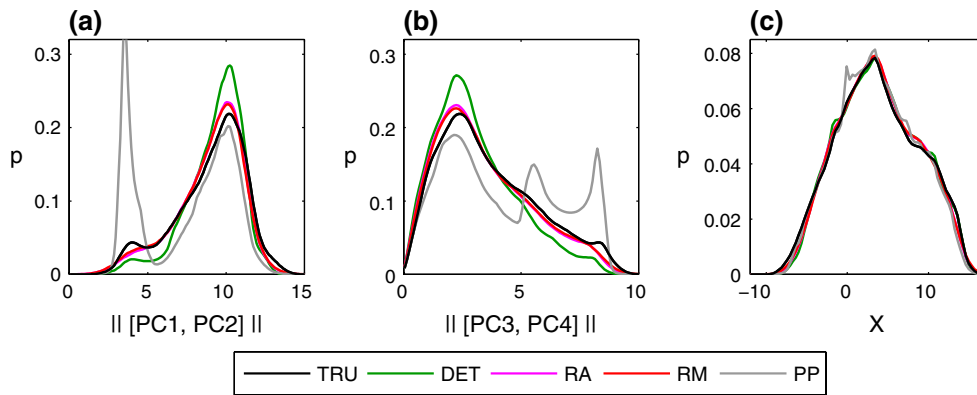 (a)
0.3
0.2
p
0.1
0
0 5 10 15
|| [PC1, PC2] ||
(b)
0.3
0.2
p
0.1
0
0 5 10
|| [PC3, PC4] ||
(c)
0.08
0.06
p
0.04
0.02
0
−10 0 10
X
TRU DET RA RM PP